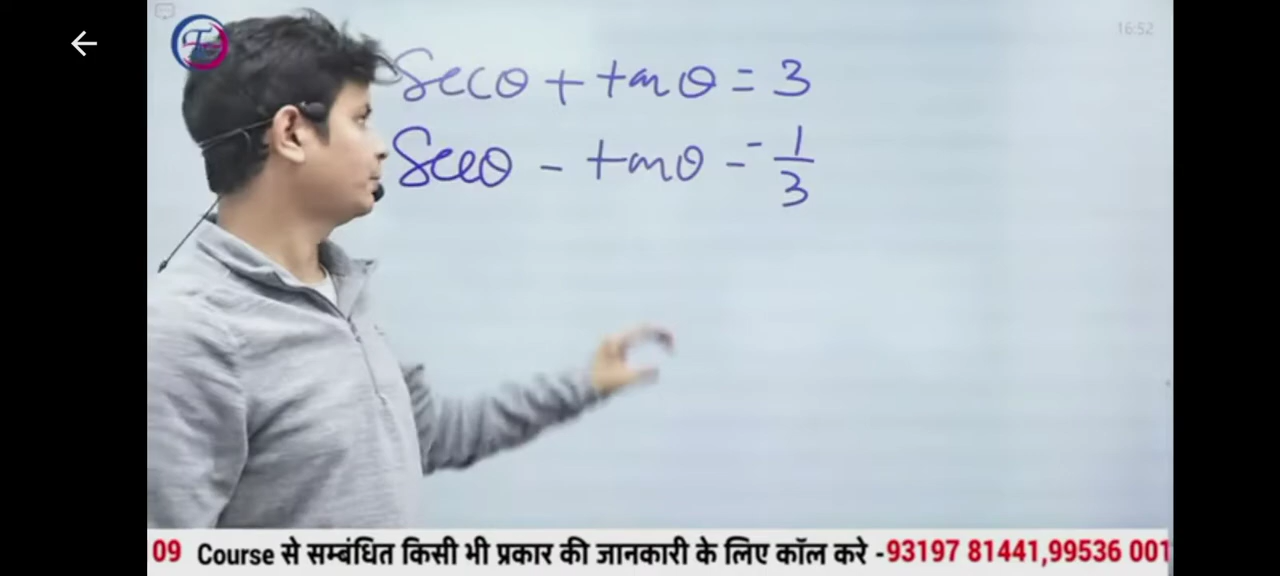 16:52
Secθ + tanθ = 3
Secθ - tanθ = 1/3
09 Course से सम्बंधित किसी भी प्रकार की जानकारी के लिए कॉल करे -93197 81441,99536 001